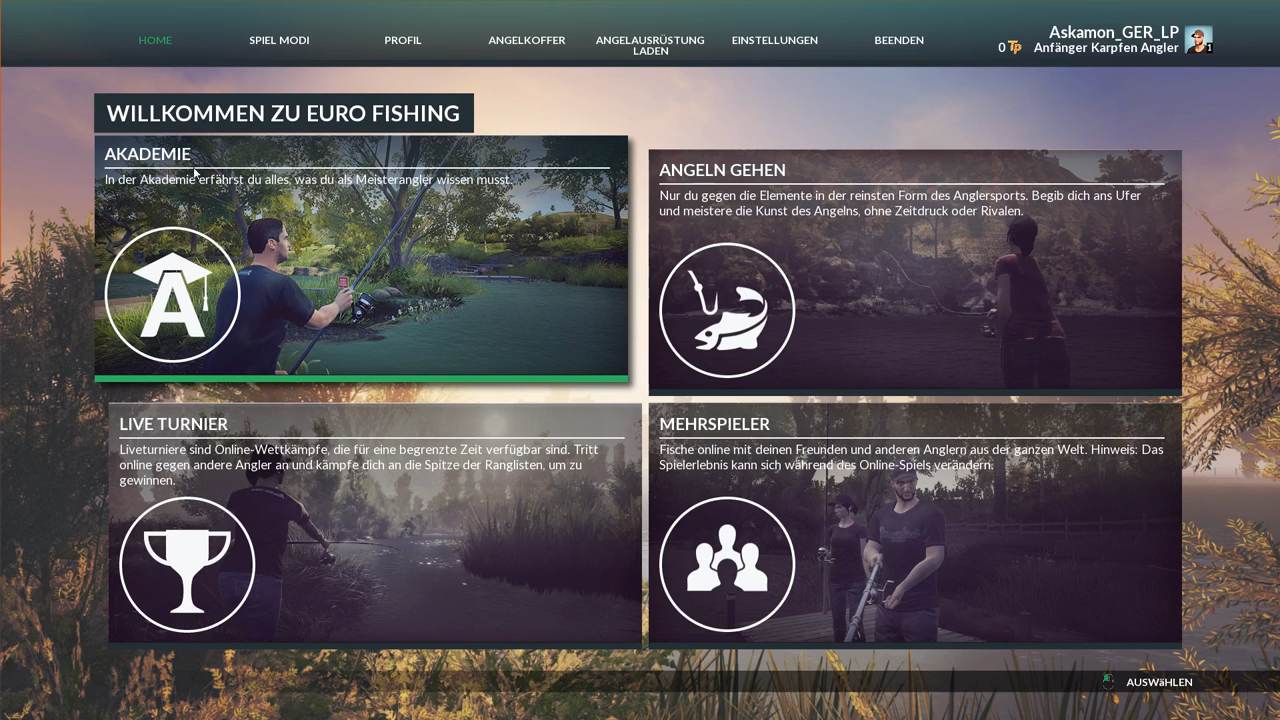 HOME
SPIEL MODI
PROFIL
ANGELKOFFER
ANGELAUSRÜSTUNG
LADEN
EINSTELLUNGEN
BEENDEN
Askamon_GER_LP
0 Tp
Anfänger Karpfen Angler
1
WILLKOMMEN ZU EURO FISHING
AKADEMIE
In der Akademie erfährst du alles, was du als Meisterangler wissen musst.
A
ANGELN GEHEN
Nur du gegen die Elemente in der reinsten Form des Anglersports. Begib dich ans Ufer
und meistere die Kunst des Angelns, ohne Zeitdruck oder Rivalen.
LIVE TURNIER
Liveturniere sind Online-Wettkämpfe, die für eine begrenzte Zeit verfügbar sind. Tritt
online gegen andere Angler an und kämpfe dich an die Spitze der Ranglisten, um zu
gewinnen.
MEHRSPIELER
Fische online mit deinen Freunden und anderen Anglern aus der ganzen Welt. Hinweis: Das
Spielerlebnis kann sich während des Online-Spiels verändern.
AUSWäHLEN